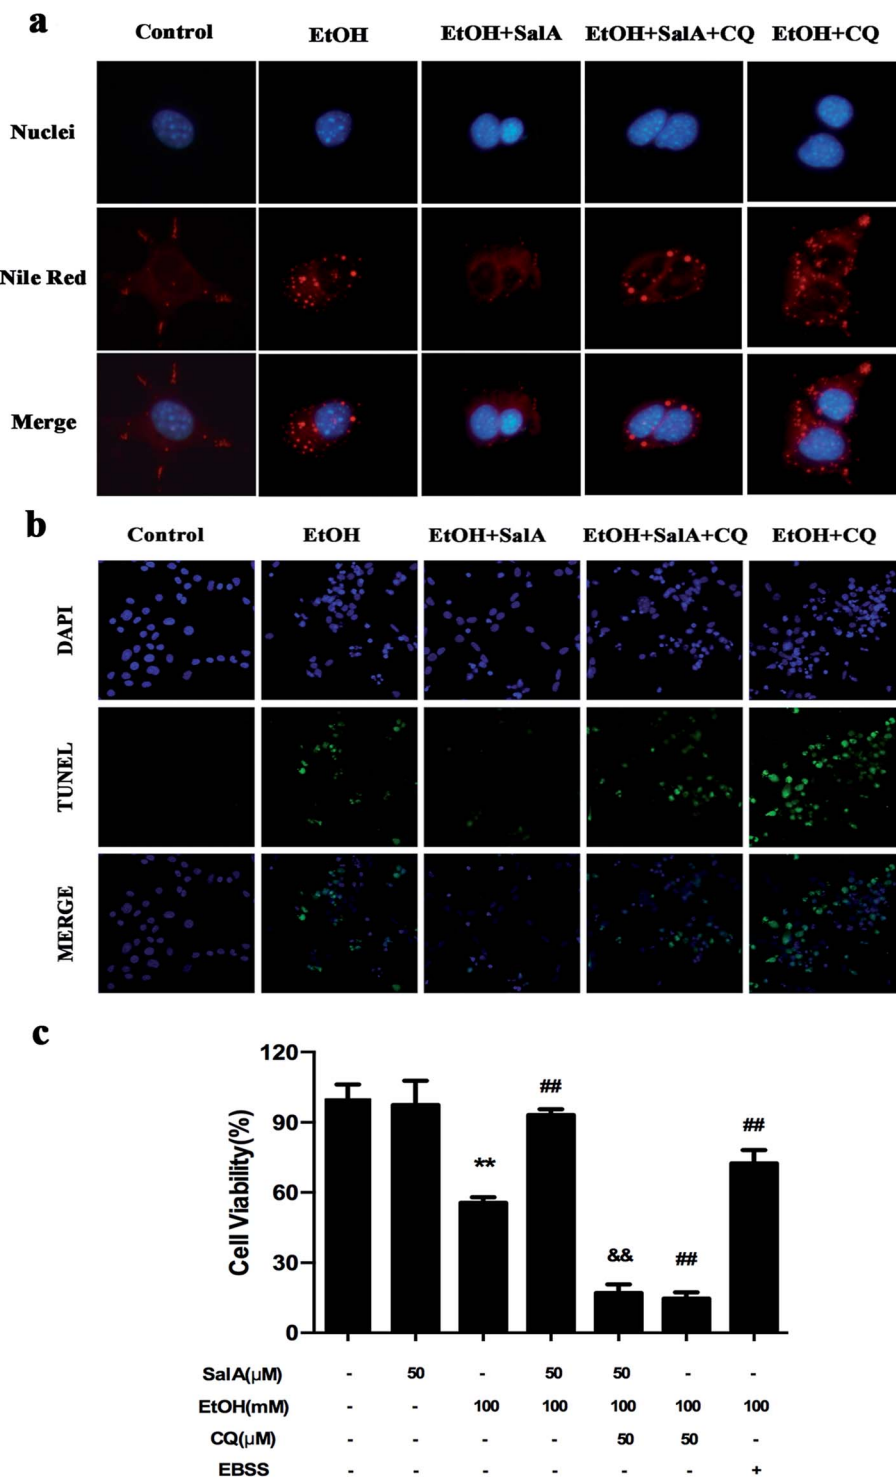 a
Control EtOH EtOH+SalA EtOH+SalA+CQ EtOH+CQ
Nuclei
Nile Red
Merge
b
Control EtOH EtOH+SalA EtOH+SalA+CQ EtOH+CQ
DAPI
TUNEL
MERGE
c
Cell Viability(%)
120
90
60
30
0
** ## && ## ##
SalA(μM) - 50 - 50 50 - -
EtOH(mM) - - 100 100 100 100 100
CQ(μM) - - - - 50 50 -
EBSS - - - - - - +